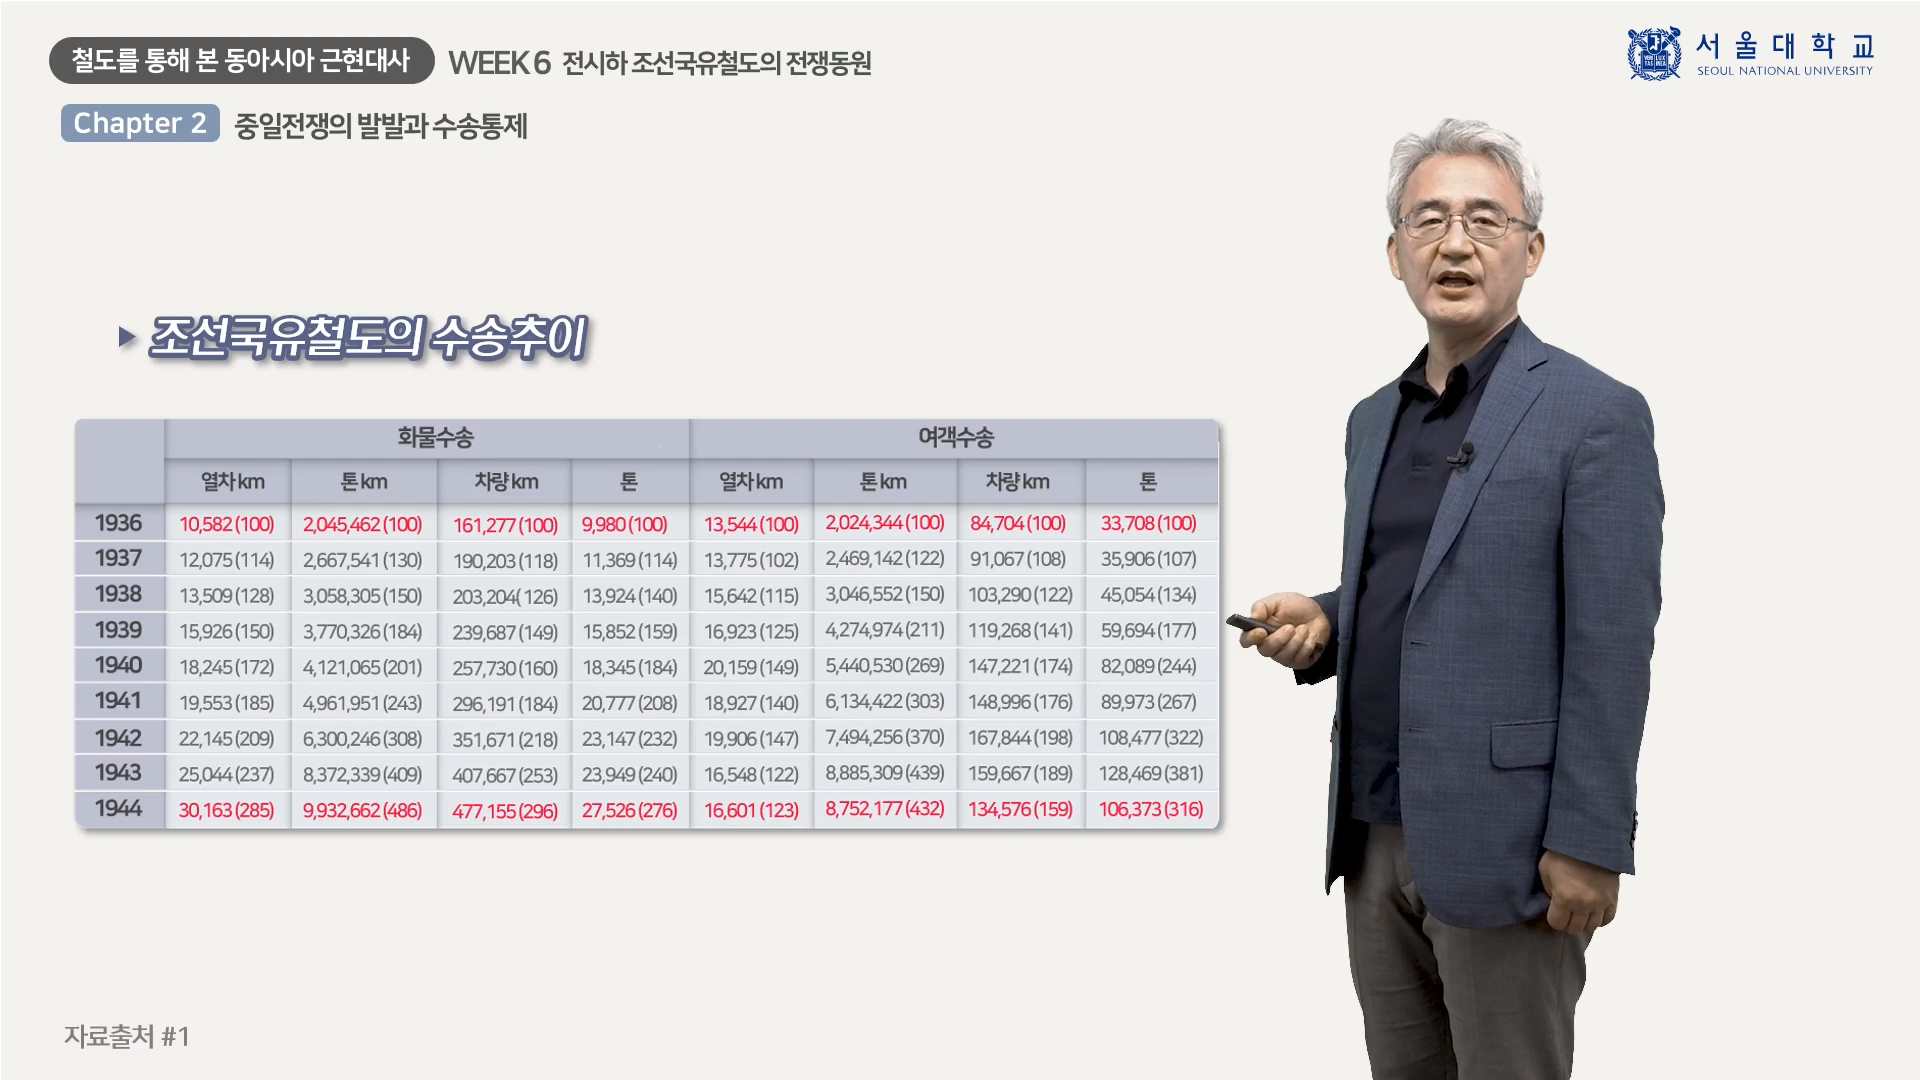 철도를 통해 본 동아시아 근현대사 WEEK 6 전시하 조선국유철도의 전쟁동원
서울대학교
SEOUL NATIONAL UNIVERSITY
Chapter 2 중일전쟁의 발발과 수송통제
▶ 조선국유철도의 수송추이
화물수송 여객수송
열차 km 톤 km 차량 km 톤 열차 km 톤 km 차량 km 톤
1936 10,582 (100) 2,045,462 (100) 161,277 (100) 9,980 (100) 13,544 (100) 2,024,344 (100) 84,704 (100) 33,708 (100)
1937 12,075 (114) 2,667,541 (130) 190,203 (118) 11,369 (114) 13,775 (102) 2,469,142 (122) 91,067 (108) 35,906 (107)
1938 13,509 (128) 3,058,305 (150) 203,204( 126) 13,924 (140) 15,642 (115) 3,046,552 (150) 103,290 (122) 45,054 (134)
1939 15,926 (150) 3,770,326 (184) 239,687 (149) 15,852 (159) 16,923 (125) 4,274,974 (211) 119,268 (141) 59,694 (177)
1940 18,245 (172) 4,121,065 (201) 257,730 (160) 18,345 (184) 20,159 (149) 5,440,530 (269) 147,221 (174) 82,089 (244)
1941 19,553 (185) 4,961,951 (243) 296,191 (184) 20,777 (208) 18,927 (140) 6,134,422 (303) 148,996 (176) 89,973 (267)
1942 22,145 (209) 6,300,246 (308) 351,671 (218) 23,147 (232) 19,906 (147) 7,494,256 (370) 167,844 (198) 108,477 (322)
1943 25,044 (237) 8,372,339 (409) 407,667 (253) 23,949 (240) 16,548 (122) 8,885,309 (439) 159,667 (189) 128,469 (381)
1944 30,163 (285) 9,932,662 (486) 477,155 (296) 27,526 (276) 16,601 (123) 8,752,177 (432) 134,576 (159) 106,373 (316)
자료출처 #1